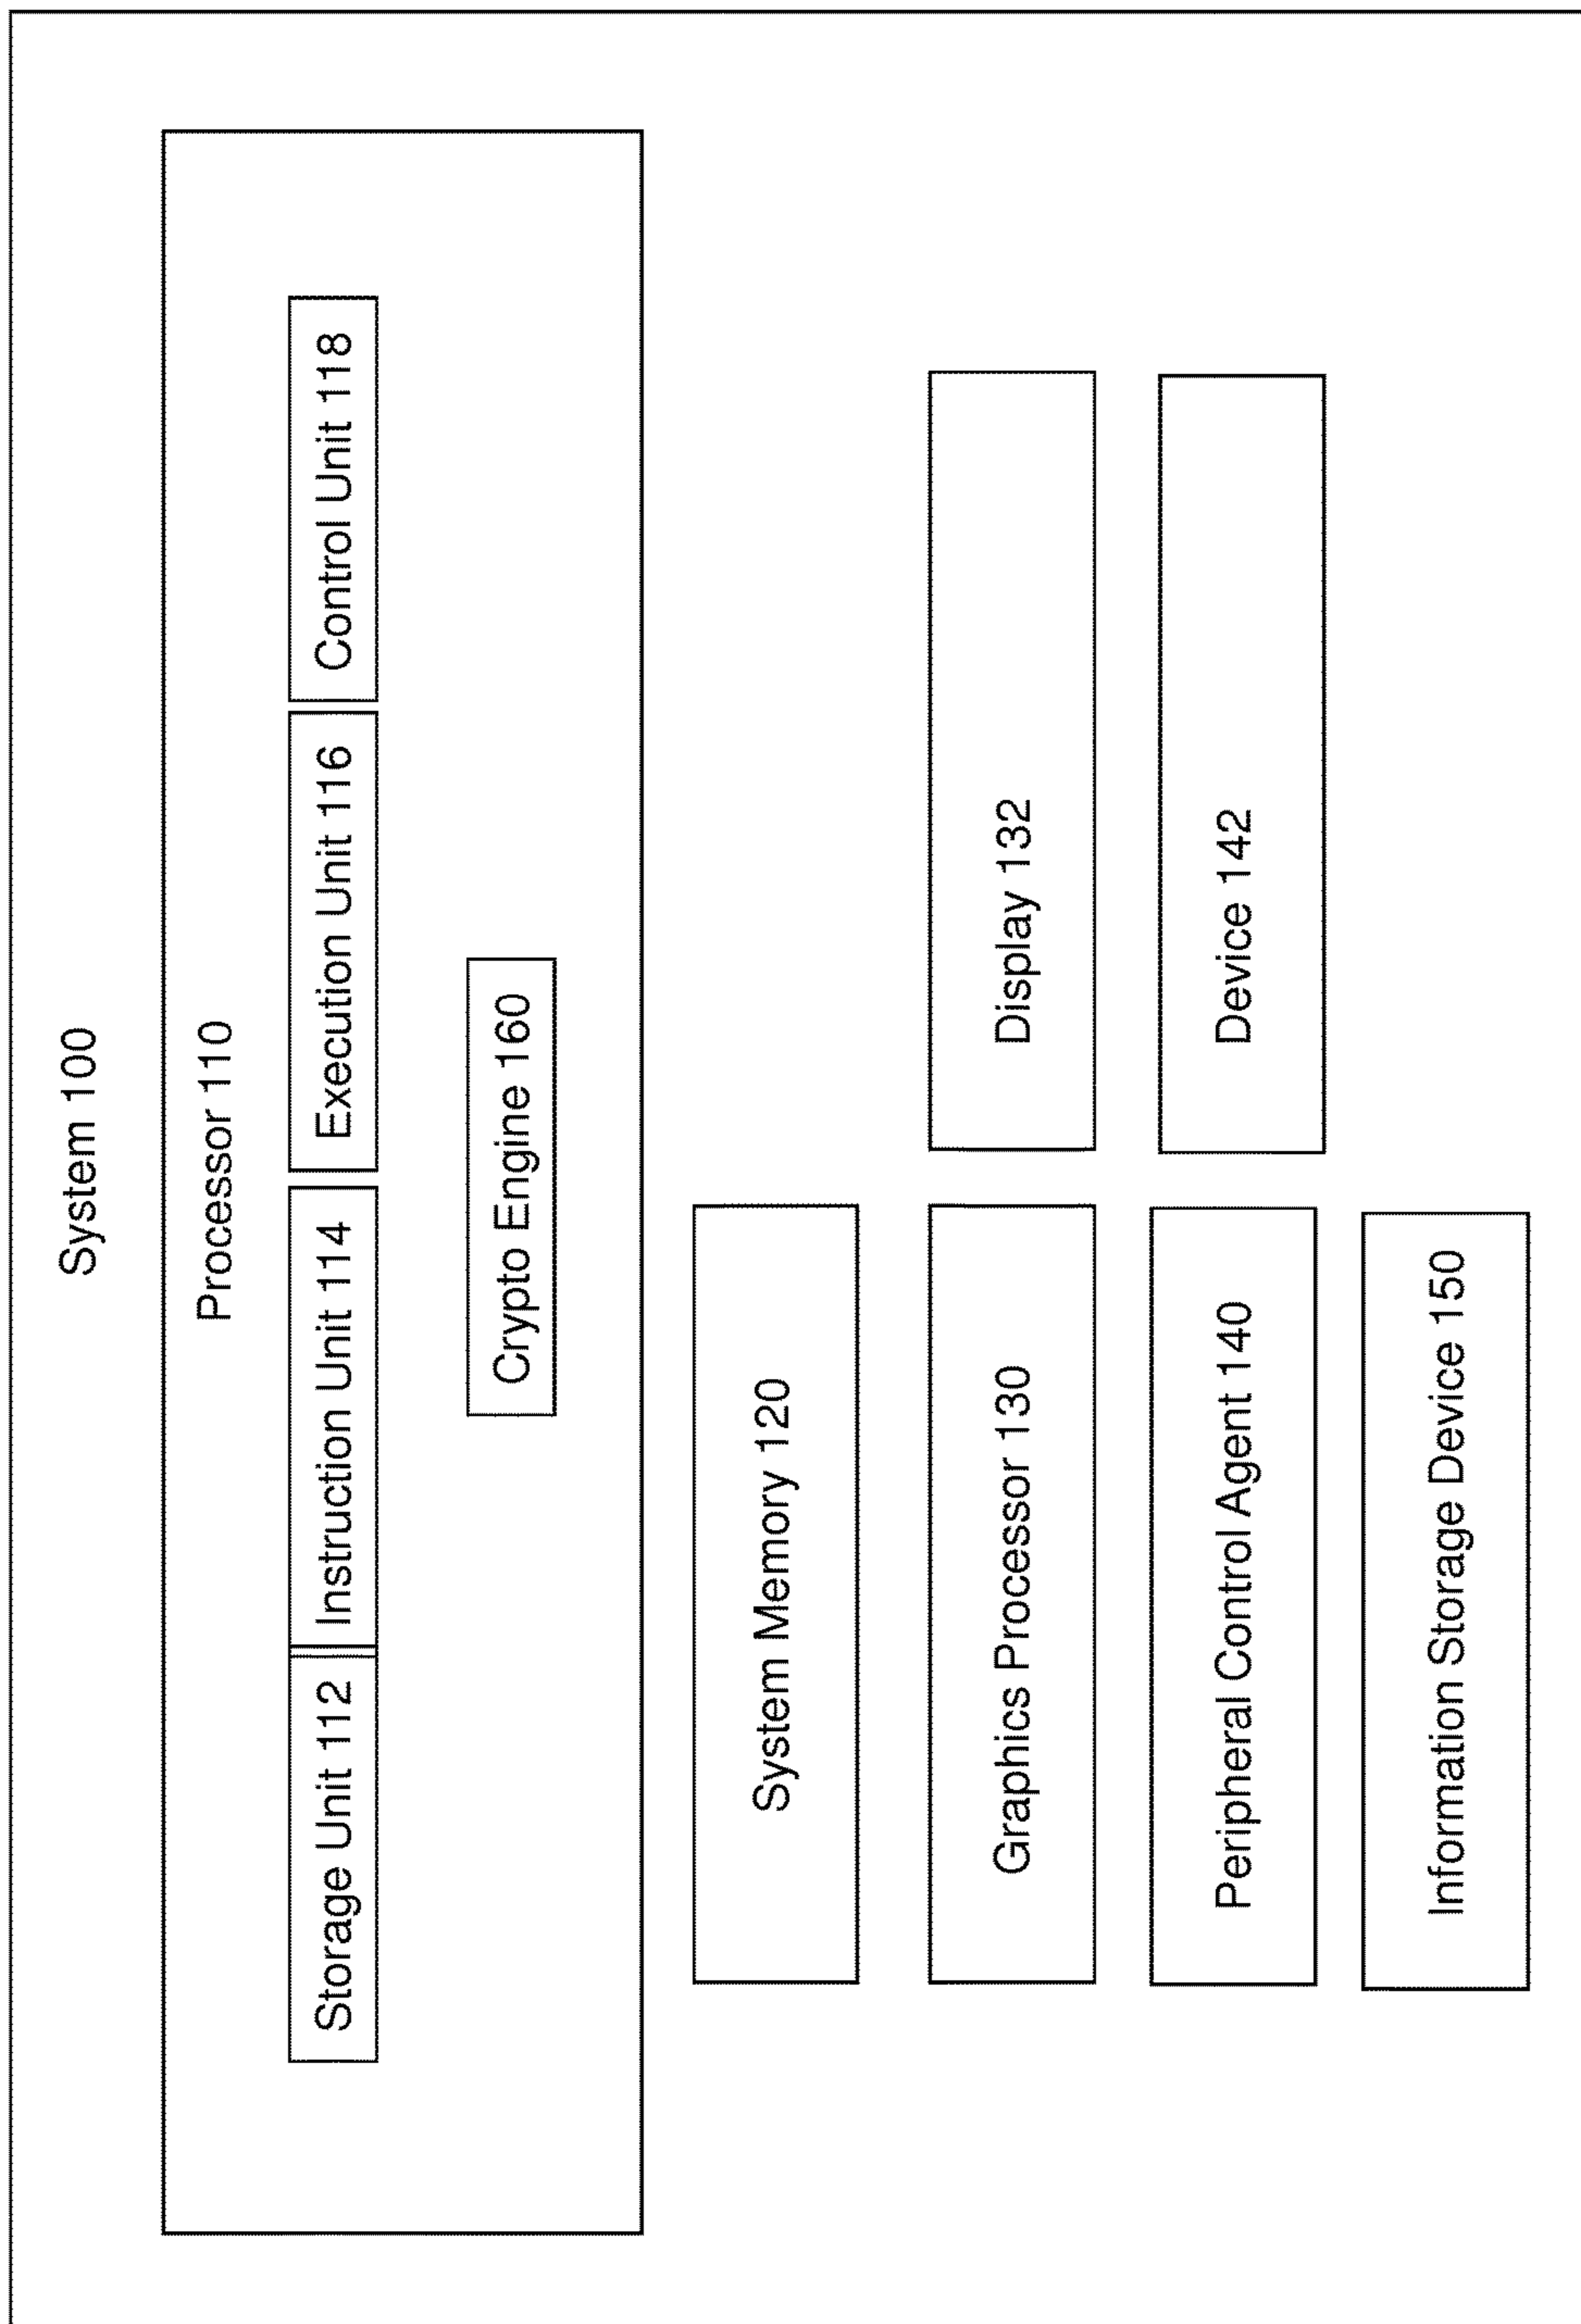 System 100
Processor 110
Storage Unit 112
Instruction Unit 114
Execution Unit 116
Control Unit 118
Crypto Engine 160
System Memory 120
Graphics Processor 130
Display 132
Peripheral Control Agent 140
Device 142
Information Storage Device 150